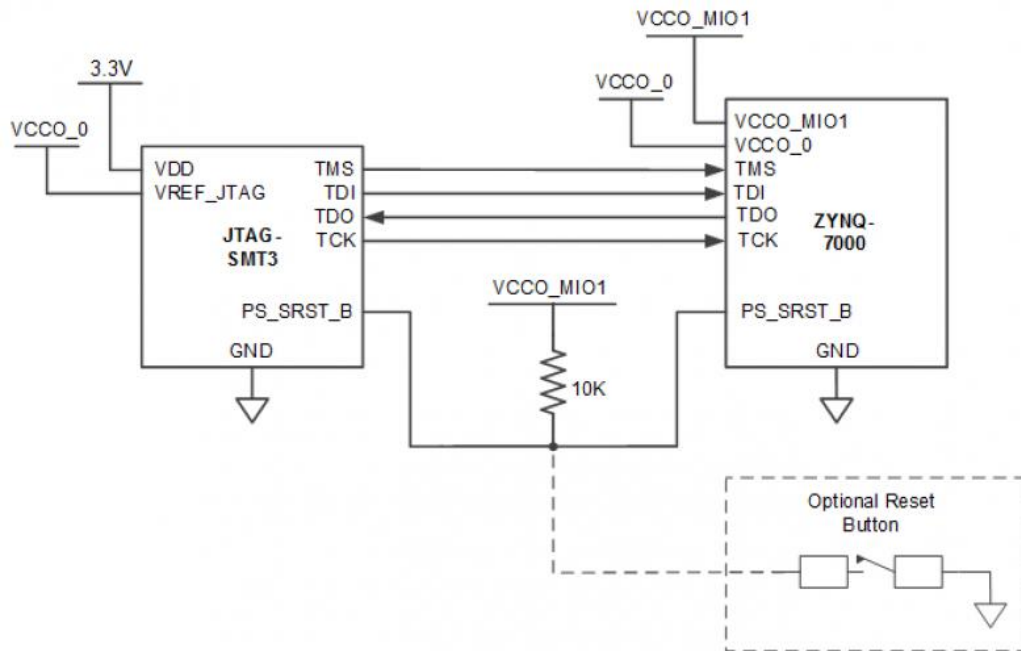 VCCO_MIO1
3.3V
VCCO_0
VCCO_0
VDD
VREF_JTAG
TMS
TDI
TDO
TCK
JTAG-
SMT3
PS_SRST_B
GND
VCCO_MIO1
VCCO_0
TMS
TDI
TDO
TCK
ZYNQ-
7000
PS_SRST_B
GND
VCCO_MIO1
10K
Optional Reset
Button